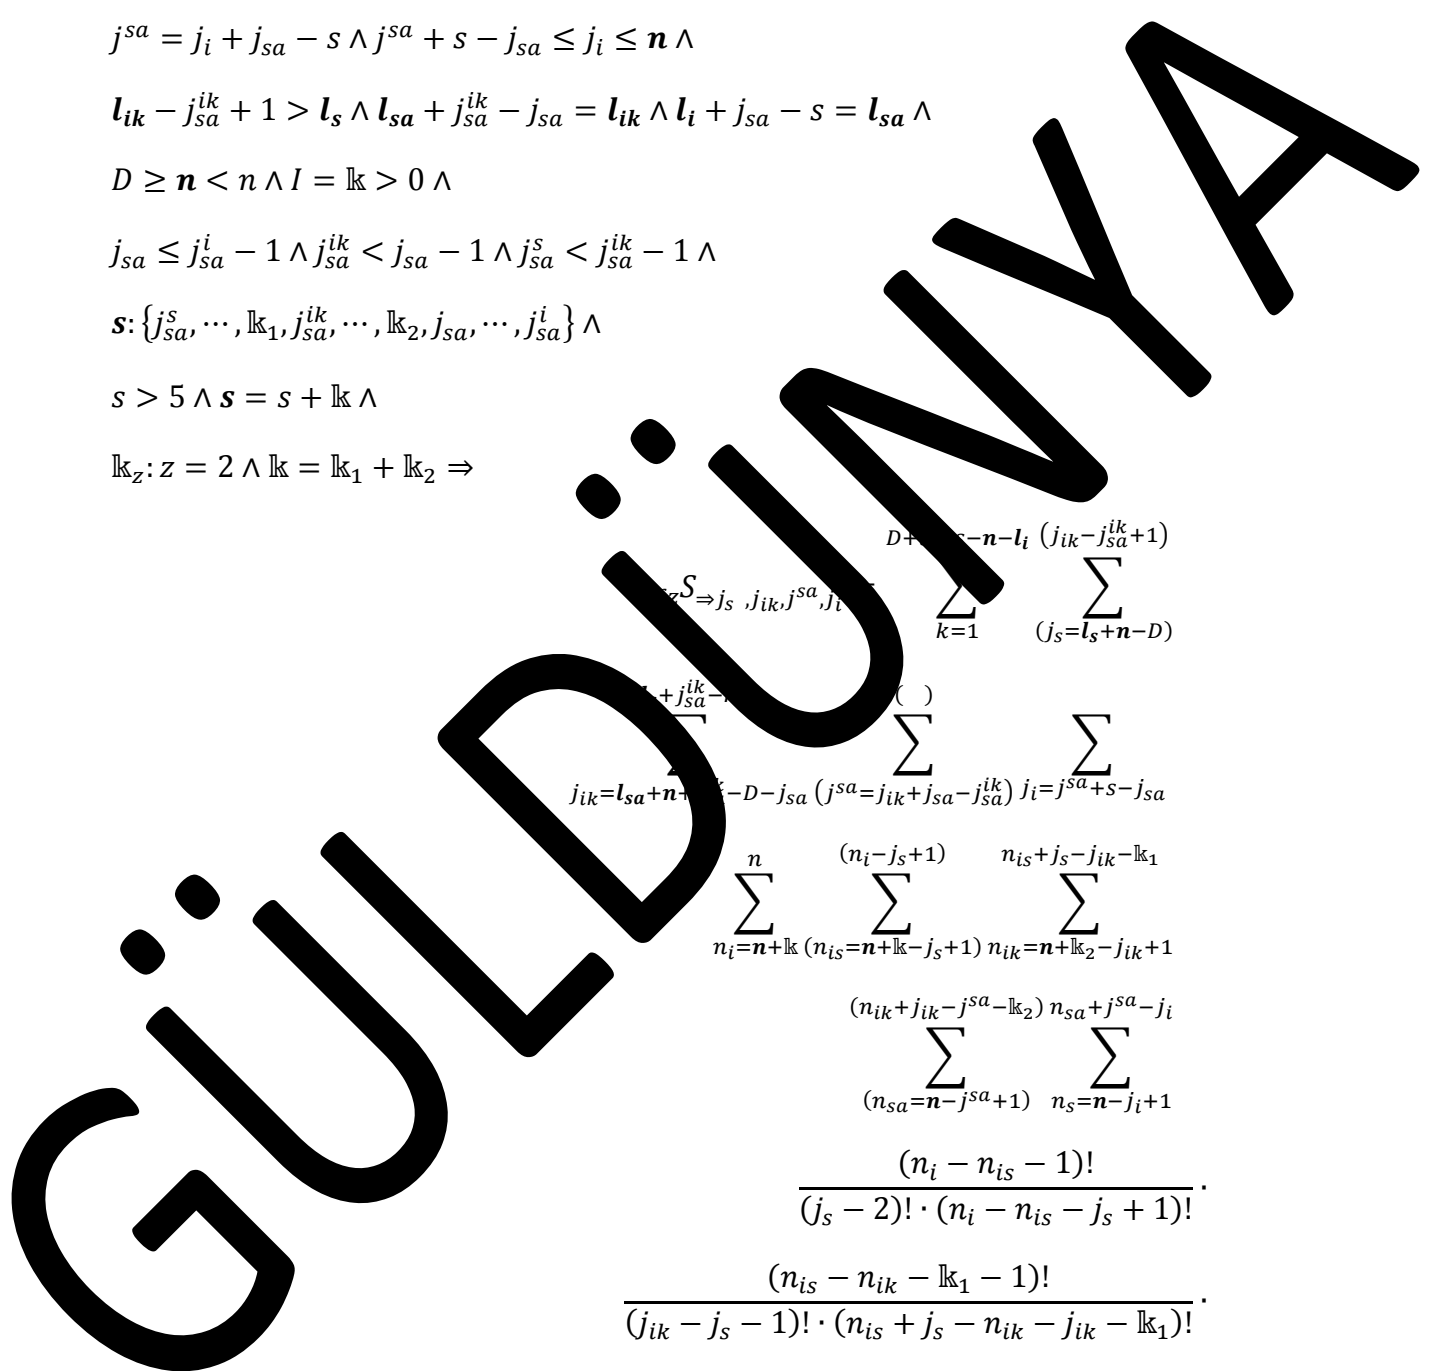 j^{sa} = j_i + j_{sa} − s ∧ j^{sa} + s − j_{sa} ≤ j_i ≤ 𝒏 ∧
𝒍_{𝒊𝒌} − j_{sa}^{ik} + 1 > 𝒍_𝒔 ∧ 𝒍_{𝒔𝒂} + j_{sa}^{ik} − j_{sa} = 𝒍_{𝒊𝒌} ∧ 𝒍_𝒊 + j_{sa} − s = 𝒍_{𝒔𝒂} ∧
D ≥ 𝒏 < n ∧ I = 𝕜 > 0 ∧
j_{sa} ≤ j_{sa}^{i} − 1 ∧ j_{sa}^{ik} < j_{sa} − 1 ∧ j_{sa}^{s} < j_{sa}^{ik} − 1 ∧
𝒔: {j_{sa}^{s}, ⋯ , 𝕜_1, j_{sa}^{ik}, ⋯ , 𝕜_2, j_{sa}, ⋯ , j_{sa}^{i}} ∧
s > 5 ∧ 𝒔 = s + 𝕜 ∧
𝕜_z: z = 2 ∧ 𝕜 = 𝕜_1 + 𝕜_2 ⇒
S_{⇒j_s ,j_{ik},j^{sa},j_i} ∑_{k=1} ∑_{(j_s=𝒍_𝒔+𝒏−D)}^{(j_{ik}−j_{sa}^{ik}+1)}
∑ ∑_{(j^{sa}=j_{ik}+j_{sa}−j_{sa}^{ik})}^{( )} ∑_{j_i=j^{sa}+s−j_{sa}}
∑_{n_i=𝒏+𝕜}^{n} ∑_{(n_{is}=𝒏+𝕜−j_s+1)}^{(n_i−j_s+1)} ∑_{n_{ik}=𝒏+𝕜_2−j_{ik}+1}^{n_{is}+j_s−j_{ik}−𝕜_1}
∑_{(n_{sa}=𝒏−j^{sa}+1)}^{(n_{ik}+j_{ik}−j^{sa}−𝕜_2)} ∑_{n_s=𝒏−j_i+1}^{n_{sa}+j^{sa}−j_i}
(n_i − n_{is} − 1)!
(j_s − 2)! · (n_i − n_{is} − j_s + 1)! ·
(n_{is} − n_{ik} − 𝕜_1 − 1)!
(j_{ik} − j_s − 1)! · (n_{is} + j_s − n_{ik} − j_{ik} − 𝕜_1)! ·
GÜLDÜNYA